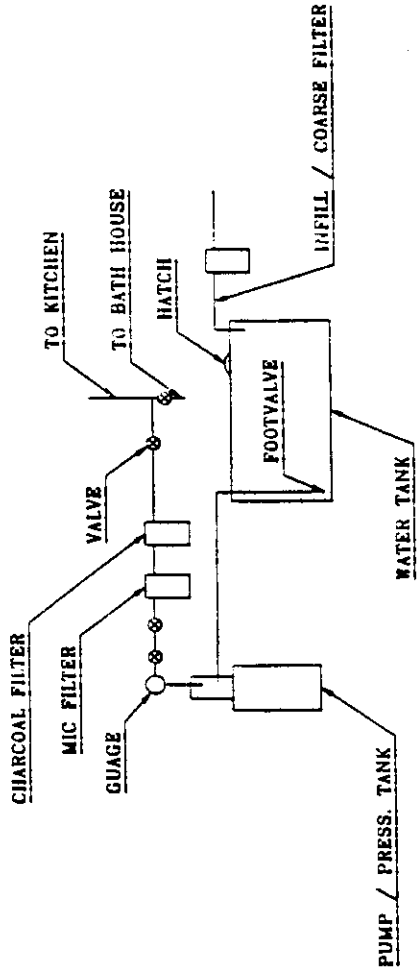 CHARCOAL FILTER
MIC FILTER
GUAGE
VALVE
TO KITCHEN
TO BATH HOUSE
HATCH
FOOTVALVE
INFILL / COARSE FILTER
WATER TANK
PUMP / PRESS. TANK